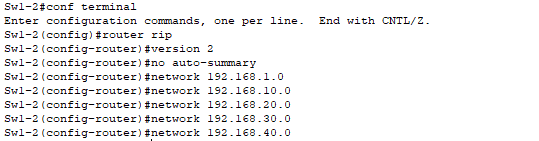 Swl-2#conf terminal
Enter configuration commands, one per line.  End with CNTL/Z.
Swl-2(config)#router rip
Swl-2(config-router)#version 2
Swl-2(config-router)#no auto-summary
Swl-2(config-router)#network 192.168.1.0
Swl-2(config-router)#network 192.168.10.0
Swl-2(config-router)#network 192.168.20.0
Swl-2(config-router)#network 192.168.30.0
Swl-2(config-router)#network 192.168.40.0